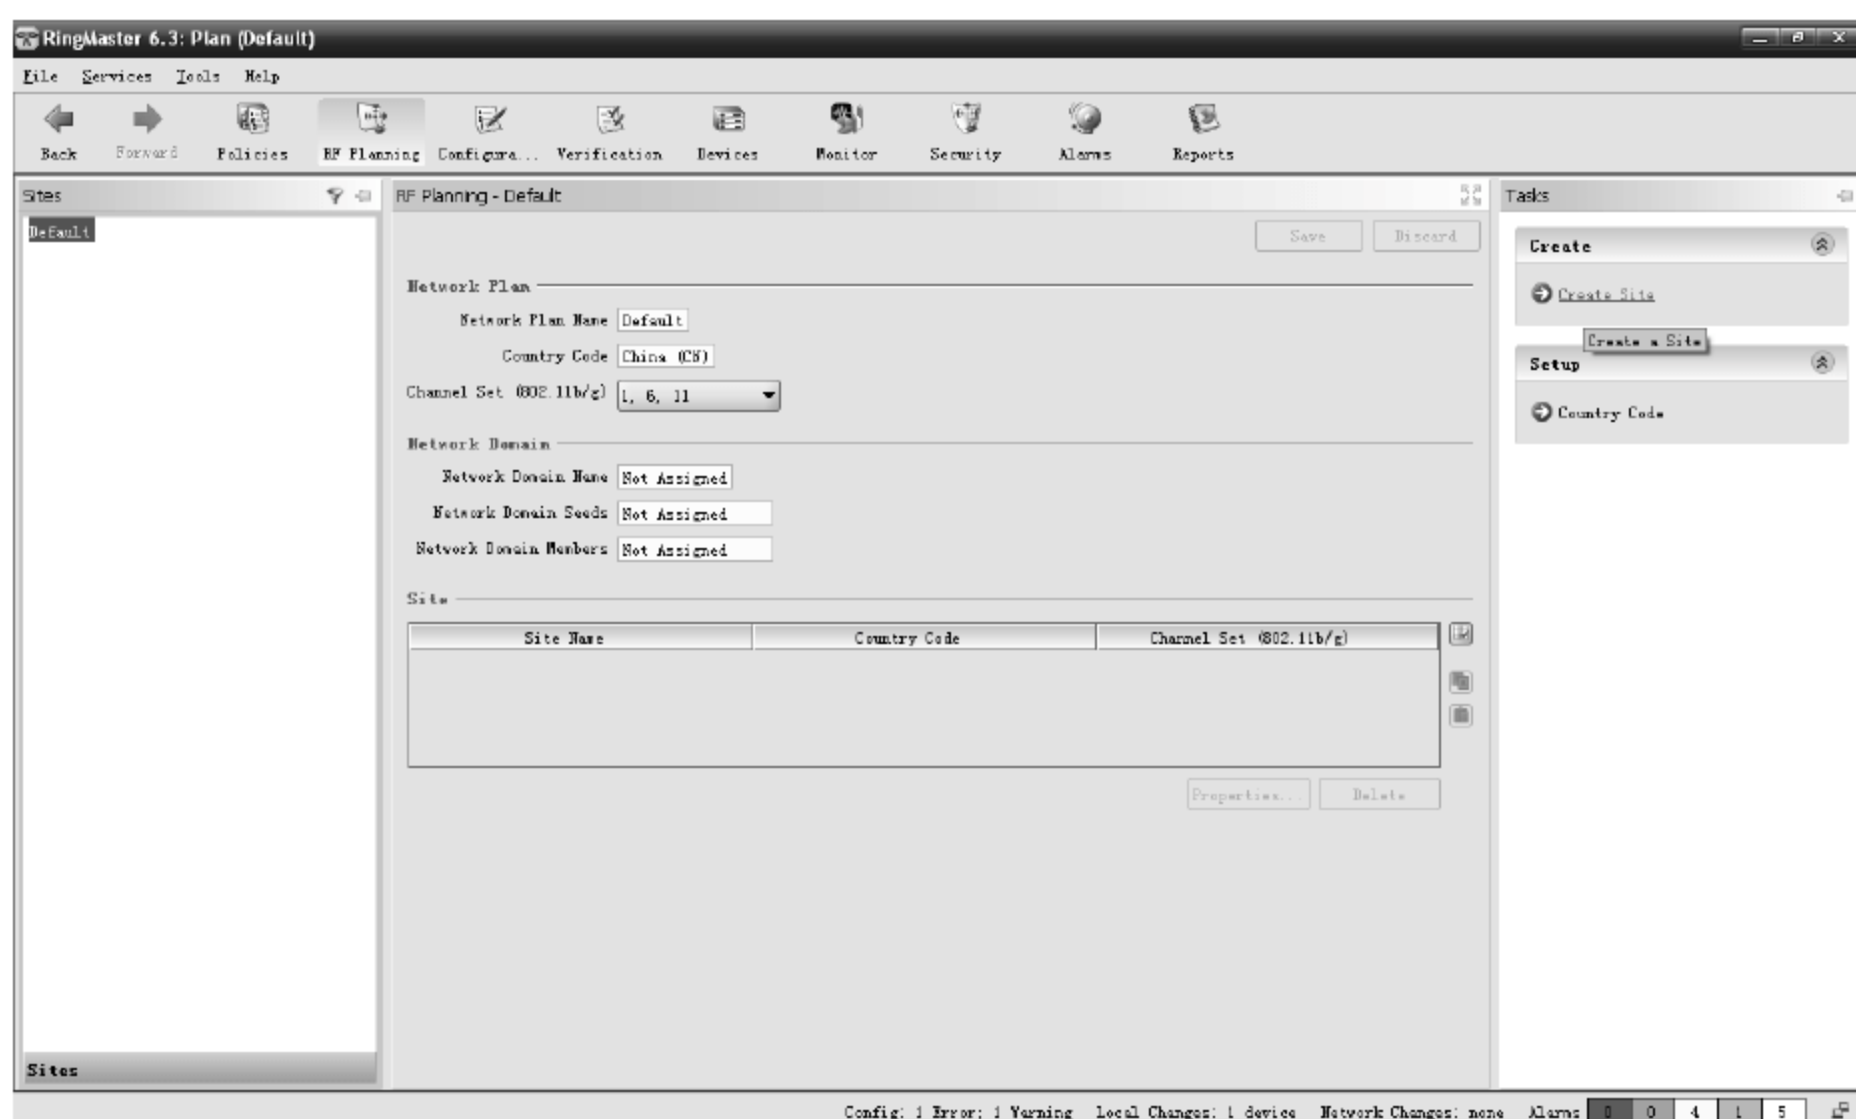 RingMaster 6.3: Plan (Default)
File Services Tools Help
Back Forward Policies RF Planning Configura... Verification Devices Monitor Security Alarms Reports
Sites
RF Planning - Default
Tasks
Default
Save Discard
Create
Create Site
Create a Site
Setup
Country Code
Network Plan
Network Plan Name Default
Country Code China (CN)
Channel Set (802.11b/g) 1, 6, 11
Network Domain
Network Domain Name Not Assigned
Network Domain Seeds Not Assigned
Network Domain Members Not Assigned
Site
Site Name Country Code Channel Set (802.11b/g)
Properties... Delete
Sites
Config: 1 Error; 1 Warning Local Changes: 1 device Network Changes: none Alarms 0 0 4 1 5